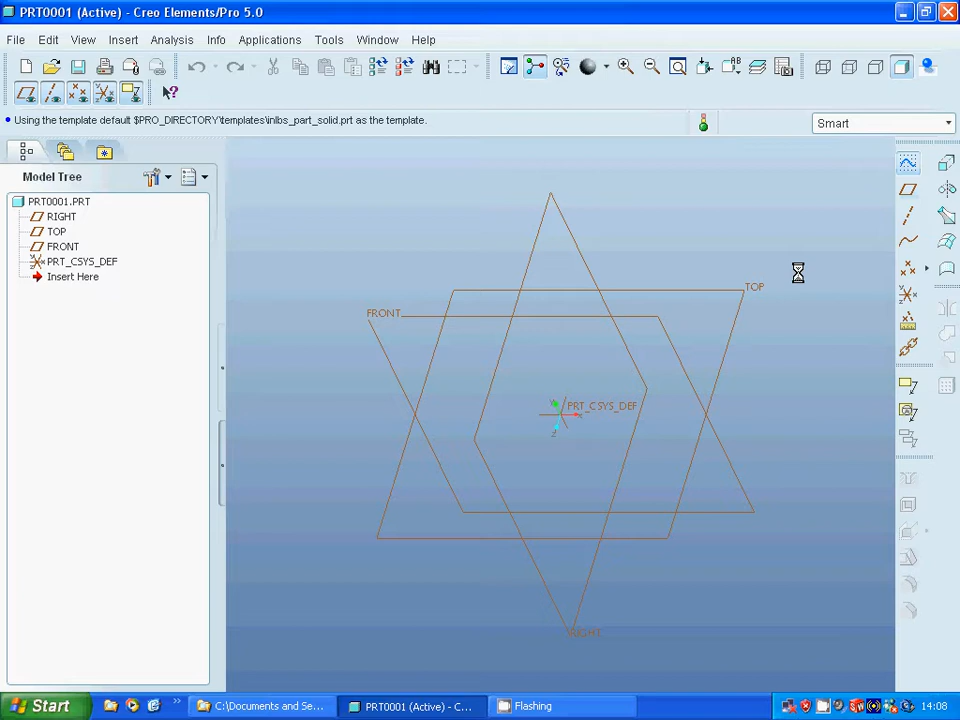 PRT0001 (Active) - Creo Elements/Pro 5.0
File Edit View Insert Analysis Info Applications Tools Window Help
Using the template default $PRO_DIRECTORY\templates\inlbs_part_solid.prt as the template.
Smart
Model Tree
PRT0001.PRT
RIGHT
TOP
FRONT
PRT_CSYS_DEF
Insert Here
TOP
FRONT
PRT_CSYS_DEF
RIGHT
Start
C:\Documents and Se...
PRT0001 (Active) - C...
Flashing
14:08